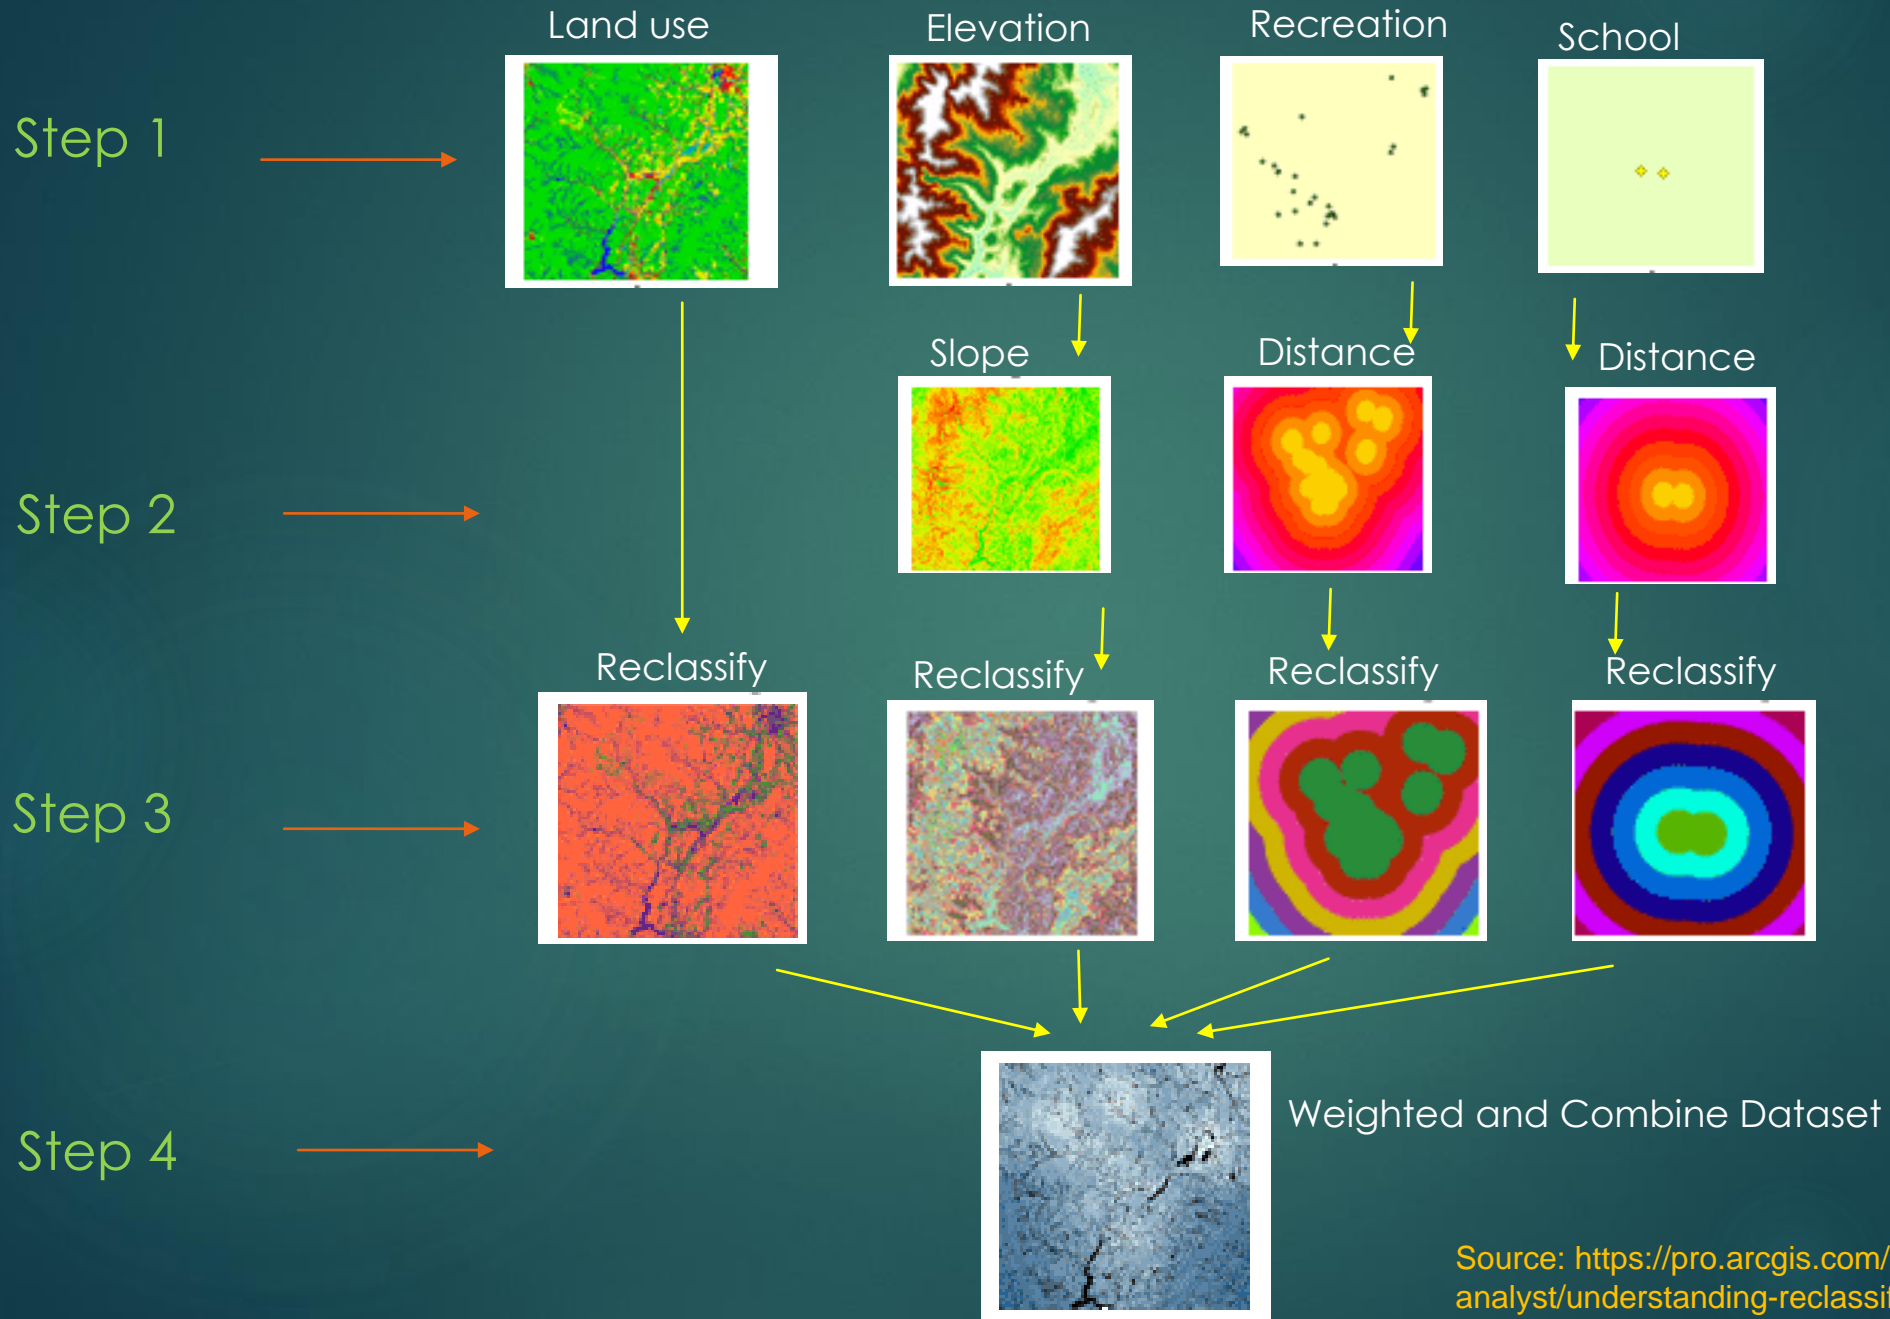 Land use
Elevation
Recreation
School
Step 1
Slope
Distance
Distance
Step 2
Reclassify
Reclassify
Reclassify
Reclassify
Step 3
Weighted and Combine Dataset
Step 4
Source: https://pro.arcgis.com/
analyst/understanding-reclassif